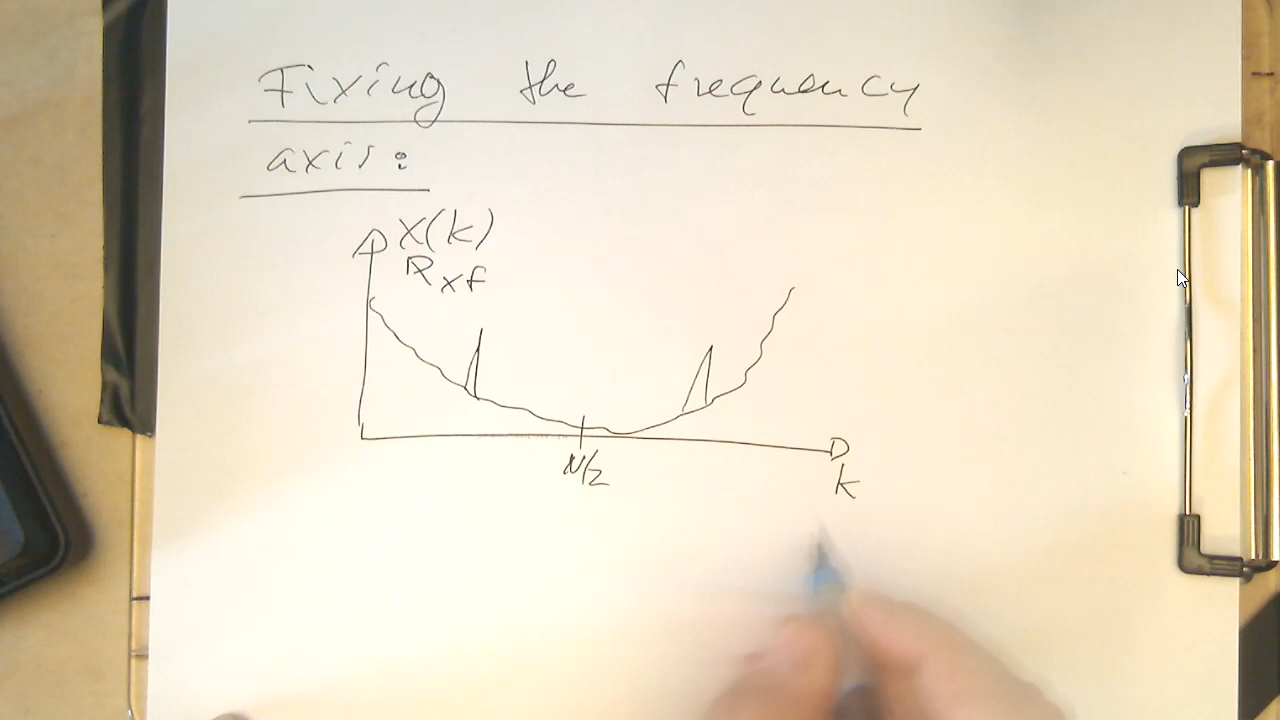 Fixing the frequency
axis:
X(k)
Rxf
N/2
k